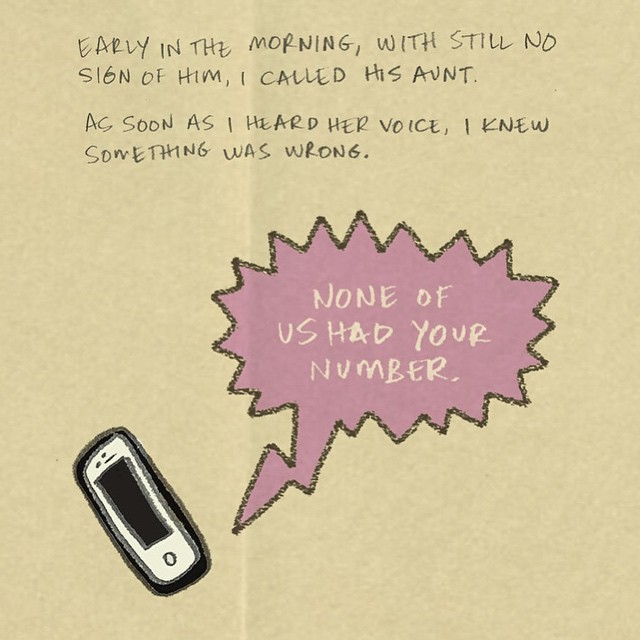 EARLY IN THE MORNING, WITH STILL NO
SIGN OF HIM, I CALLED HIS AUNT.
AS SOON AS I HEARD HER VOICE, I KNEW
SOMETHING WAS WRONG.
NONE OF
US HAD YOUR
NUMBER.